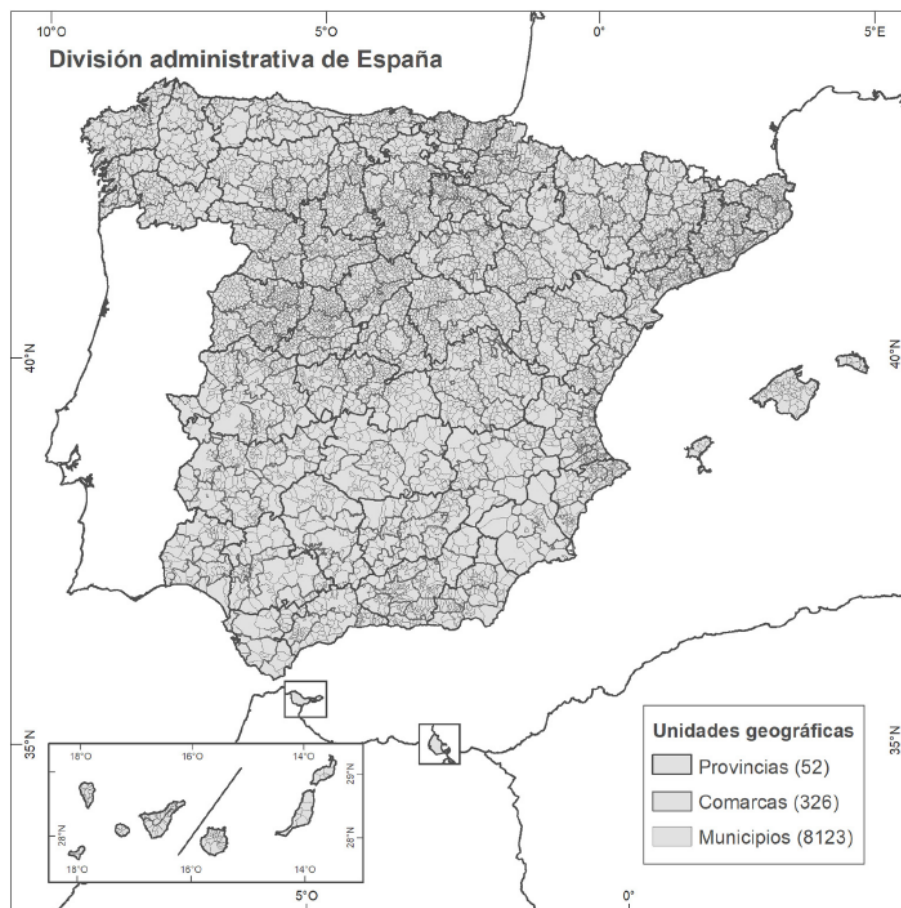 10°O 5°O 0° 5°E
División administrativa de España
40°N 40°N
35°N 35°N
Unidades geográficas
Provincias (52)
Comarcas (326)
Municipios (8123)
18°O 16°O 14°O
29°N
28°N 28°N
18°O 16°O 14°O
5°O 0°